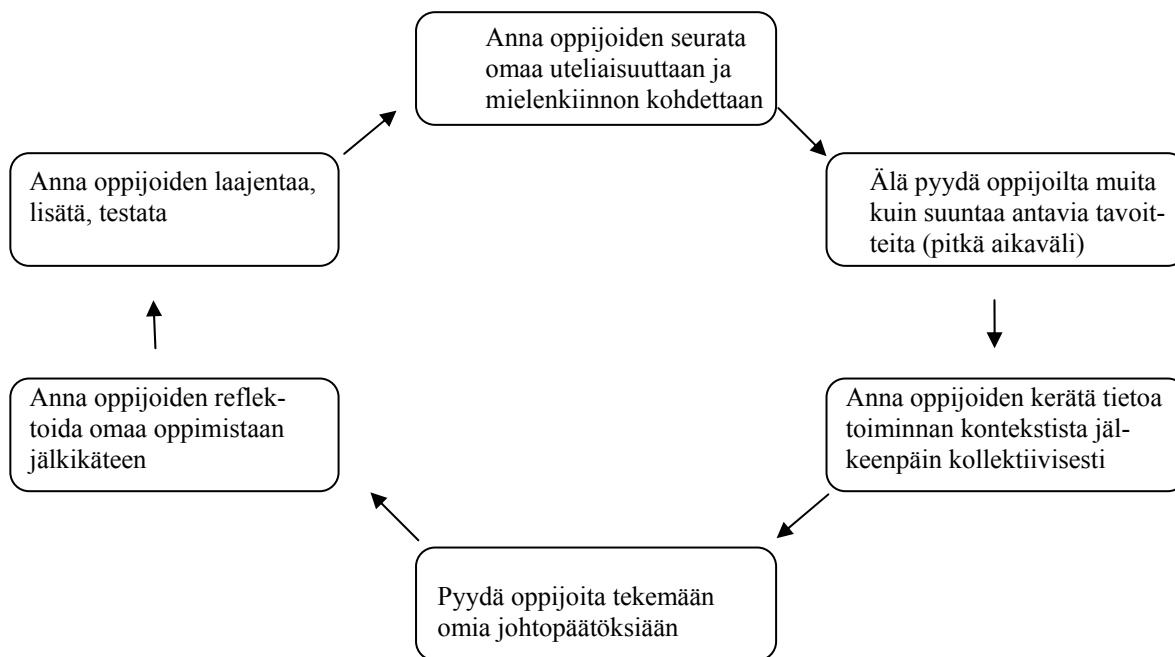 Anna oppijoiden seurata
omaa uteliaisuuttaan ja
mielenkiinnon kohdettaan
Älä pyydä oppijoilta muita
kuin suuntaa antavia tavoit-
teita (pitkä aikaväli)
Anna oppijoiden kerätä tietoa
toiminnan kontekstista jäl-
keenpäin kollektiivisesti
Pyydä oppijoita tekemään
omia johtopäätöksiään
Anna oppijoiden reflek-
toida omaa oppimistaan
jälkikäteen
Anna oppijoiden laajentaa,
lisätä, testata